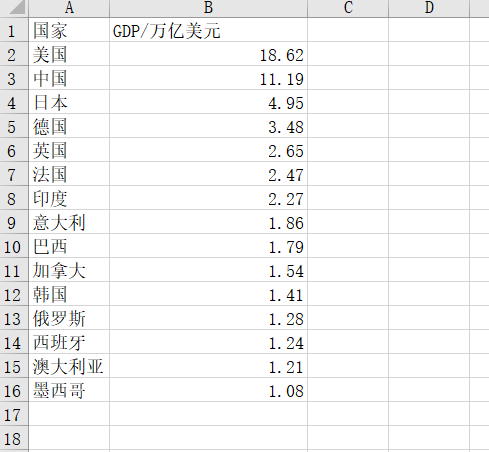 A B C D
1 国家 GDP/万亿美元
2 美国 18.62
3 中国 11.19
4 日本 4.95
5 德国 3.48
6 英国 2.65
7 法国 2.47
8 印度 2.27
9 意大利 1.86
10 巴西 1.79
11 加拿大 1.54
12 韩国 1.41
13 俄罗斯 1.28
14 西班牙 1.24
15 澳大利亚 1.21
16 墨西哥 1.08
17
18